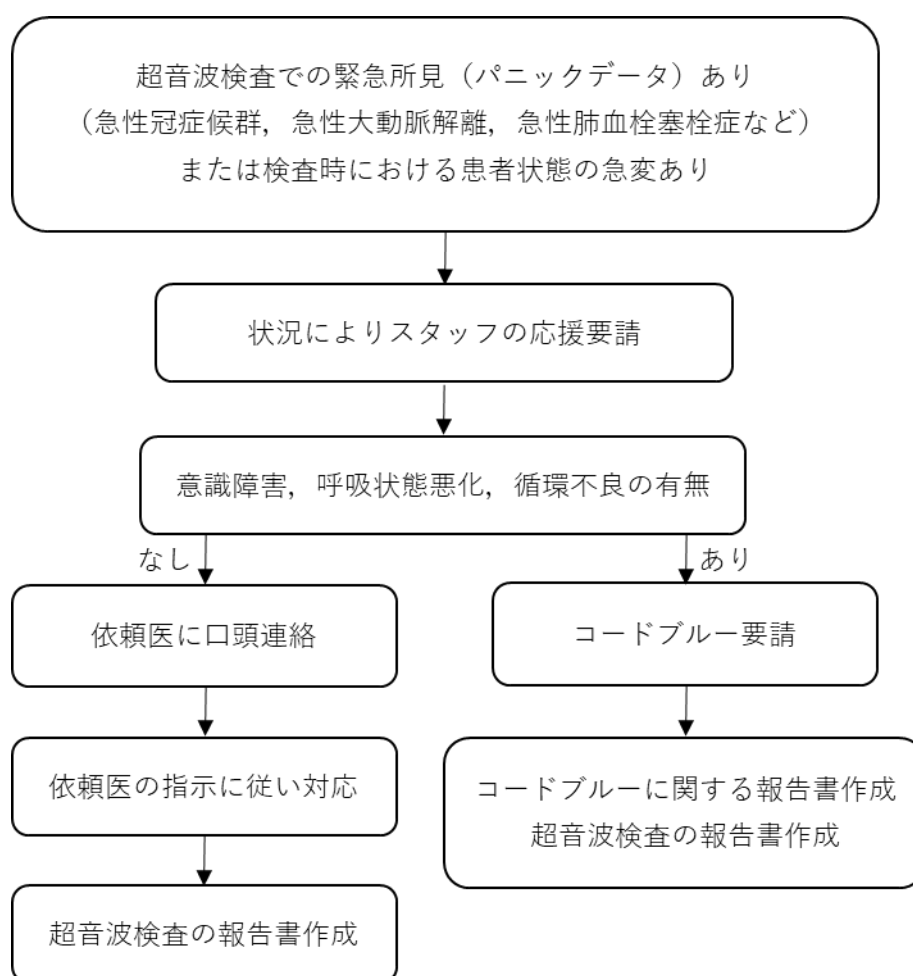 超音波検査での緊急所見（パニックデータ）あり
（急性冠症候群，急性大動脈解離，急性肺血栓塞栓症など）
または検査時における患者状態の急変あり
状況によりスタッフの応援要請
意識障害，呼吸状態悪化，循環不良の有無
なし
あり
依頼医に口頭連絡
コードブルー要請
依頼医の指示に従い対応
コードブルーに関する報告書作成
超音波検査の報告書作成
超音波検査の報告書作成